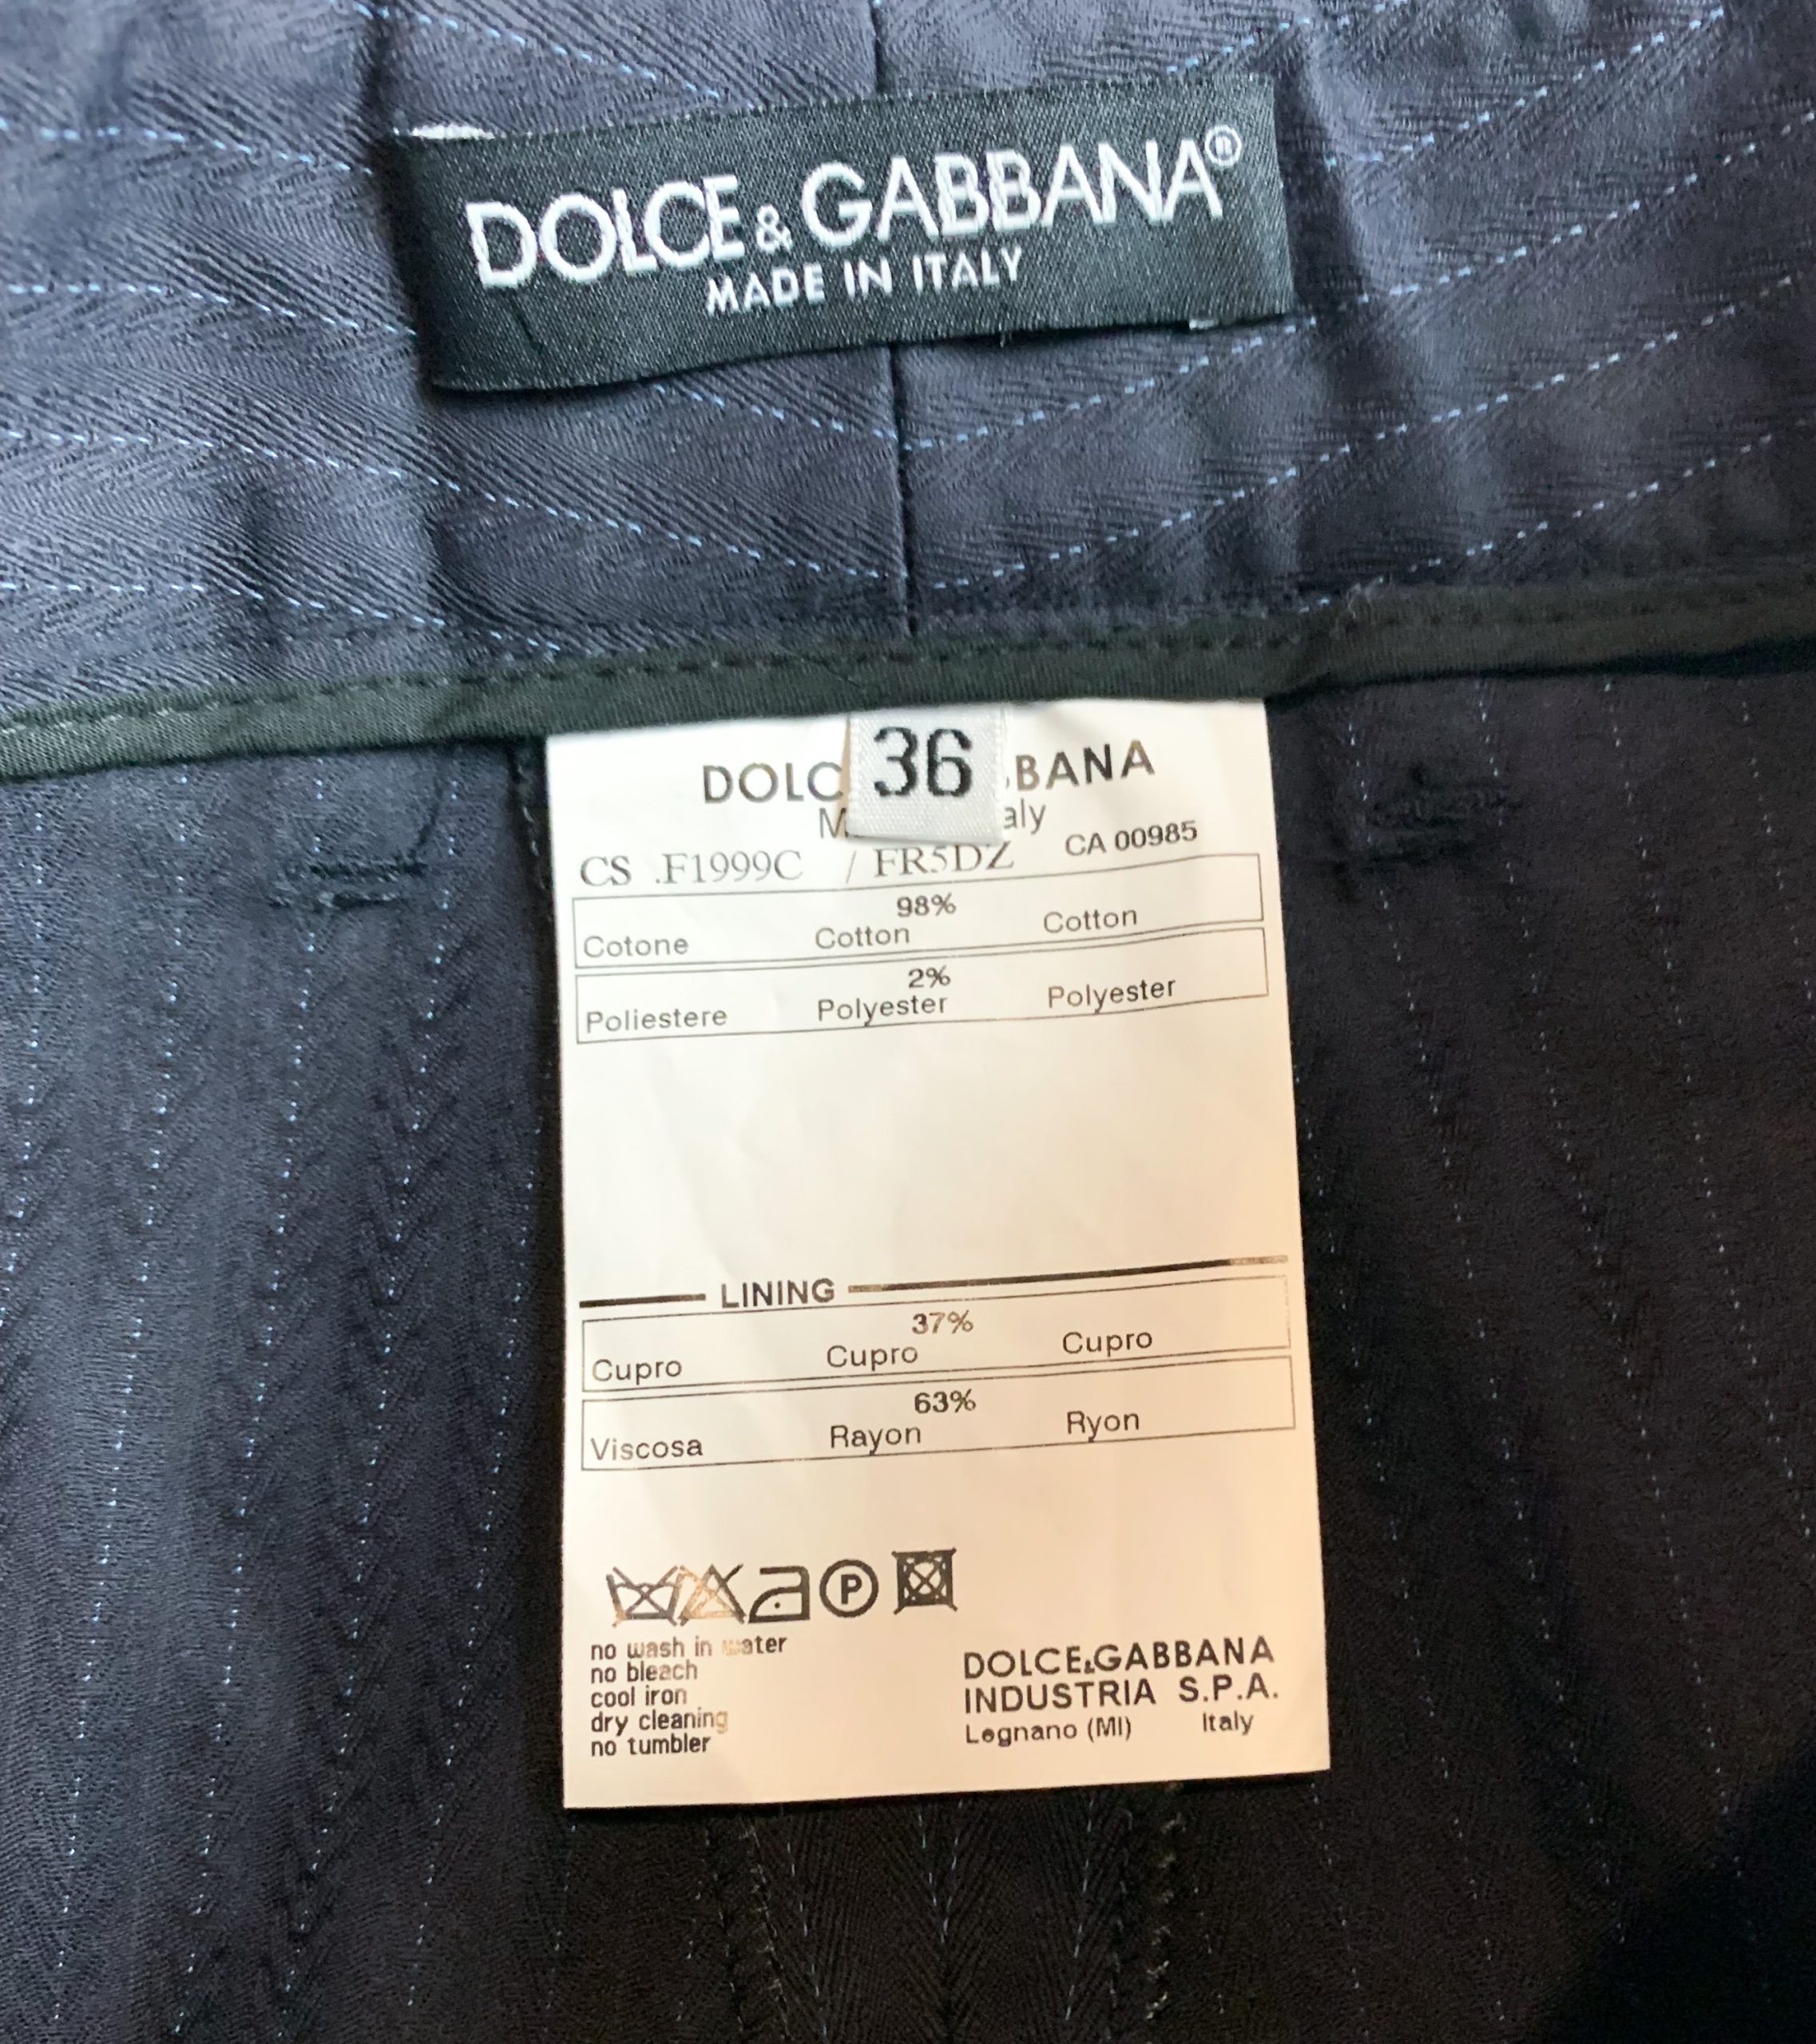 DOLCE&GABBANA®
MADE IN ITALY
36
DOLC BBANA
M aly
CS .F1999C / FR5DZ CA 00985
98%
Cotone Cotton Cotton
2%
Poliestere Polyester Polyester
LINING
37%
Cupro Cupro Cupro
63%
Viscosa Rayon Ryon
P
no wash in water
no bleach
cool iron
dry cleaning
no tumbler
DOLCE&GABBANA
INDUSTRIA S.P.A.
Legnano (MI) Italy